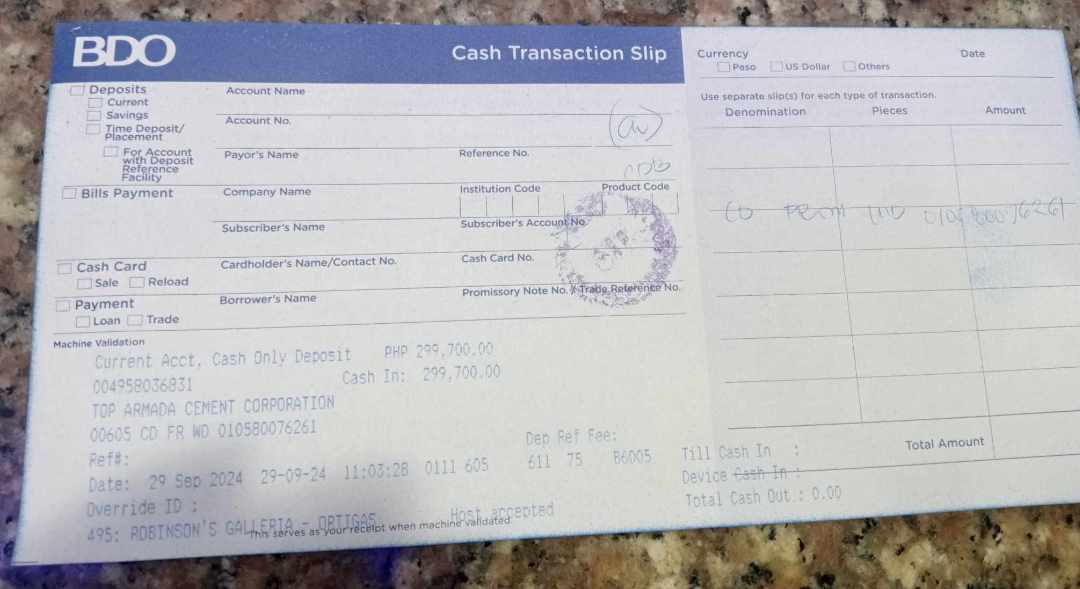 BDO
Cash Transaction Slip
Currency
Date
Peso US Dollar Others
Use separate slip(s) for each type of transaction.
Denomination Pieces Amount
Deposits
Current
Savings
Time Deposit/
Placement
For Account
with Deposit
Reference
Facility
Account Name
Account No.
Payor's Name Reference No.
Bills Payment
Company Name Institution Code Product Code
Subscriber's Name Subscriber's Account No.
Cash Card
Sale Reload
Cardholder's Name/Contact No. Cash Card No.
Payment
Loan Trade
Borrower's Name Promissory Note No. / Trade Reference No.
CD FROM WD 010580076261
Machine Validation
Current Acct, Cash Only Deposit PHP 299,700.00
004958036831 Cash In: 299,700.00
TOP ARMADA CEMENT CORPORATION
00605 CD FR WD 010580076261
Ref#: Dep Ref Fee:
Date: 29 Sep 2024 29-09-24 11:03:28 0111 605 611 75 B6005
Override ID :
495: ROBINSON'S GALLERIA - ORTIGAS Host accepted
This serves as your receipt when machine validated.
Till Cash In :
Device Cash In :
Total Cash Out.: 0.00
Total Amount